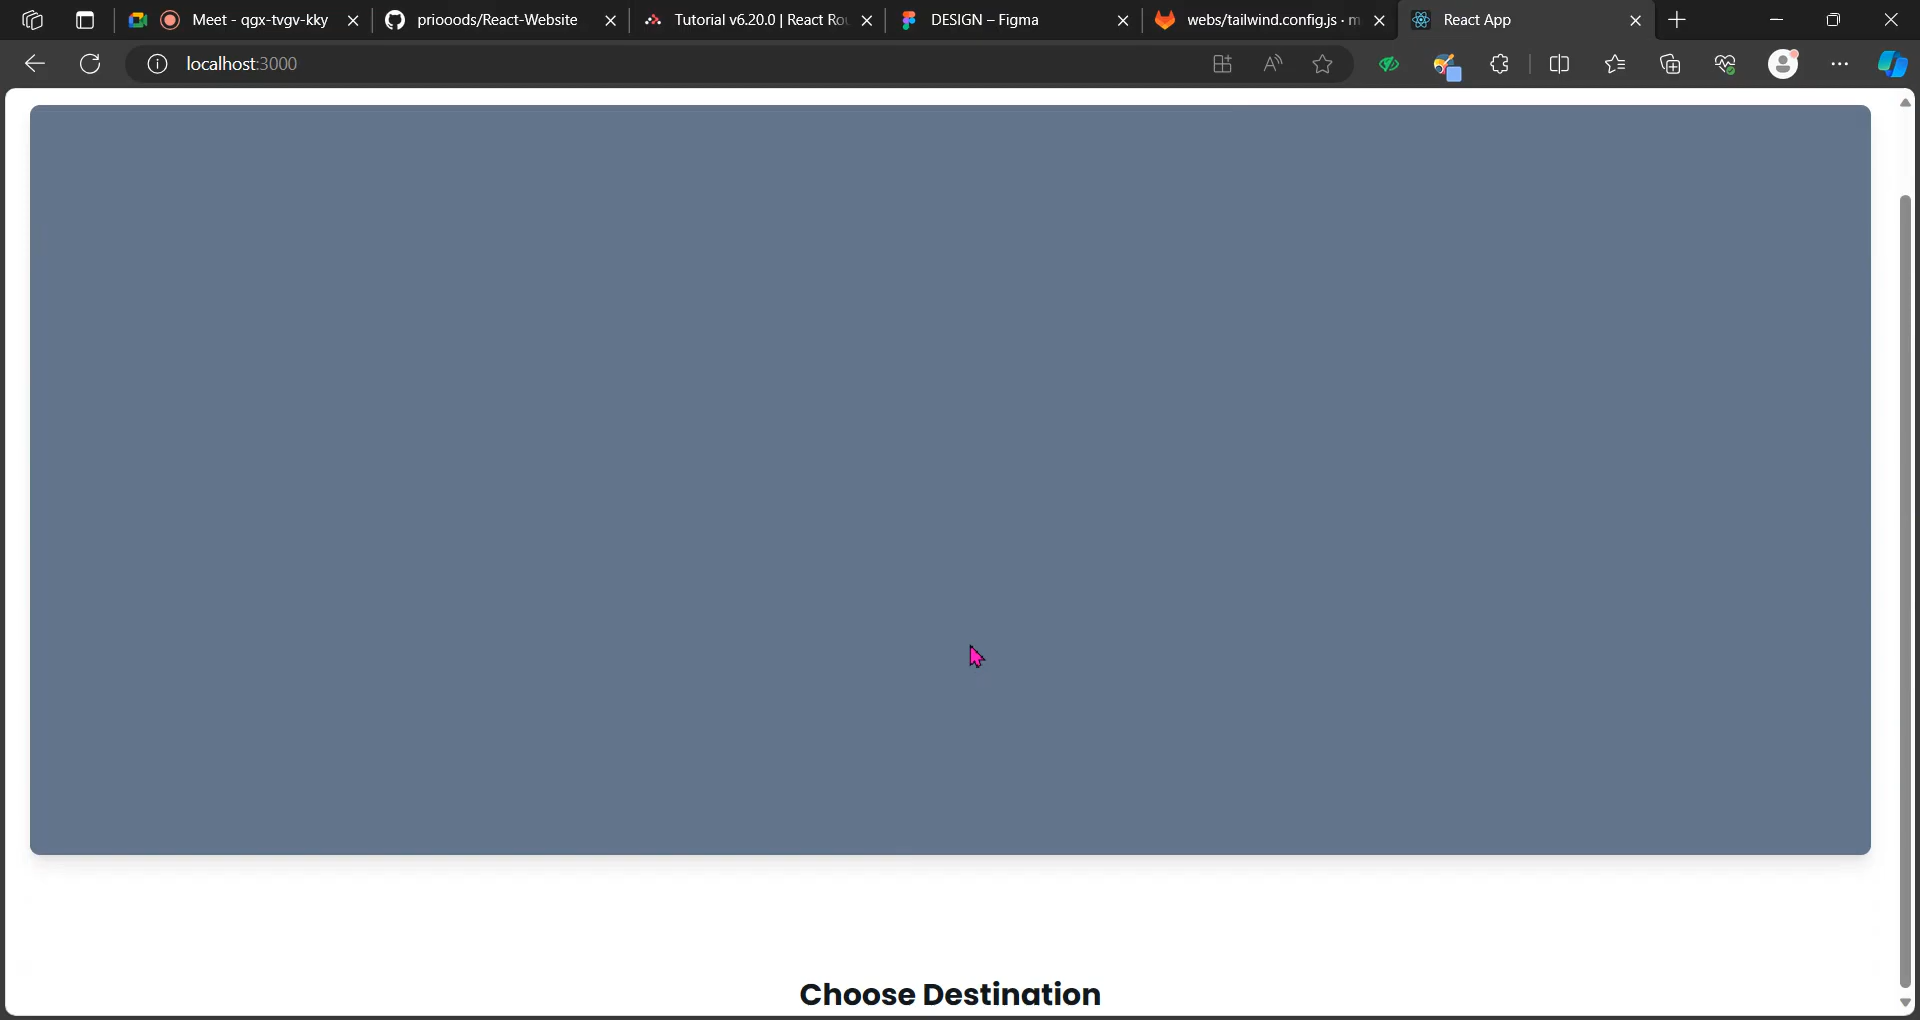 Meet - qgx-tvgv-kky
priooods/React-Website
Tutorial v6.20.0 | React Rou
DESIGN – Figma
webs/tailwind.config.js · m
React App
localhost:3000
Choose Destination